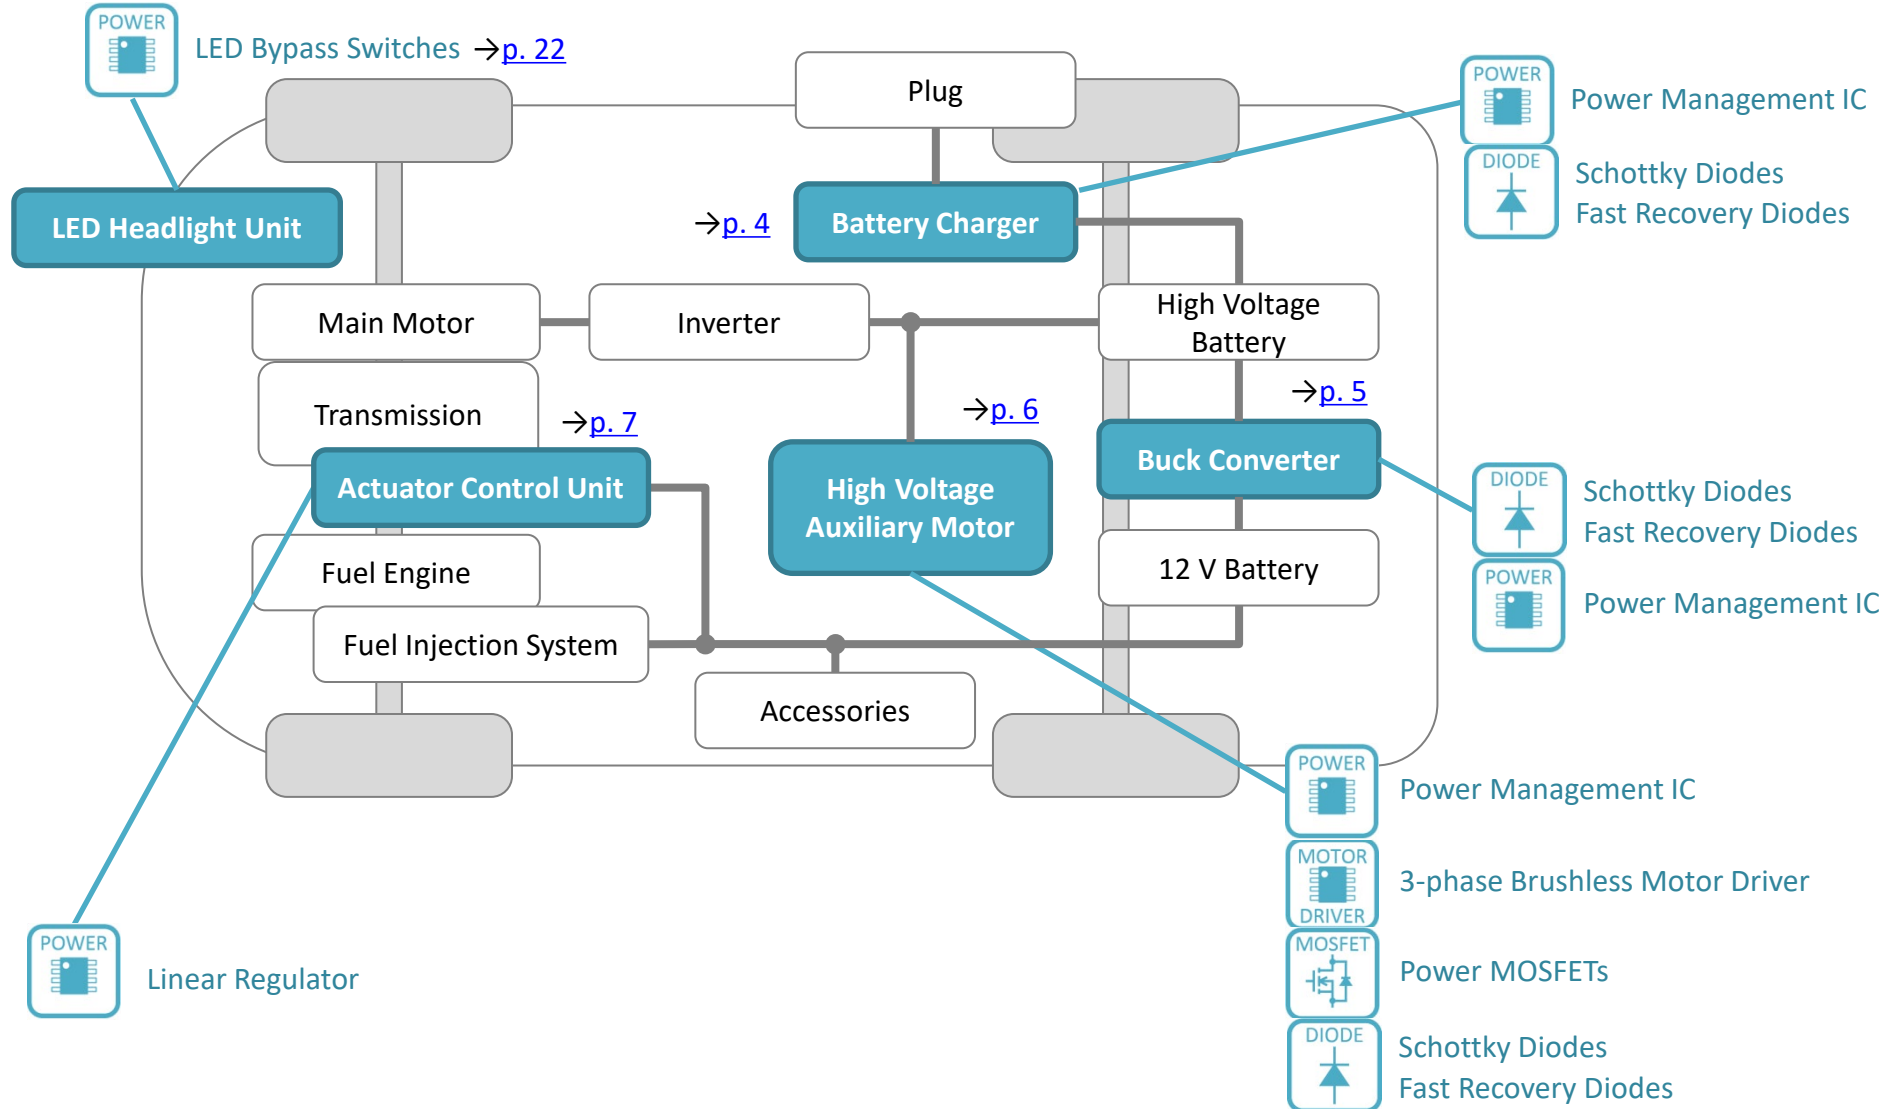 POWER
LED Bypass Switches →p. 22
Plug
POWER
Power Management IC
DIODE
Schottky Diodes
Fast Recovery Diodes
LED Headlight Unit
→p. 4
Battery Charger
Main Motor
Inverter
High Voltage
Battery
Transmission
→p. 7
→p. 6
→p. 5
Actuator Control Unit
High Voltage
Auxiliary Motor
Buck Converter
DIODE
Schottky Diodes
Fast Recovery Diodes
POWER
Power Management IC
Fuel Engine
12 V Battery
Fuel Injection System
Accessories
POWER
Power Management IC
MOTOR
DRIVER
3-phase Brushless Motor Driver
MOSFET
Power MOSFETs
DIODE
Schottky Diodes
Fast Recovery Diodes
POWER
Linear Regulator